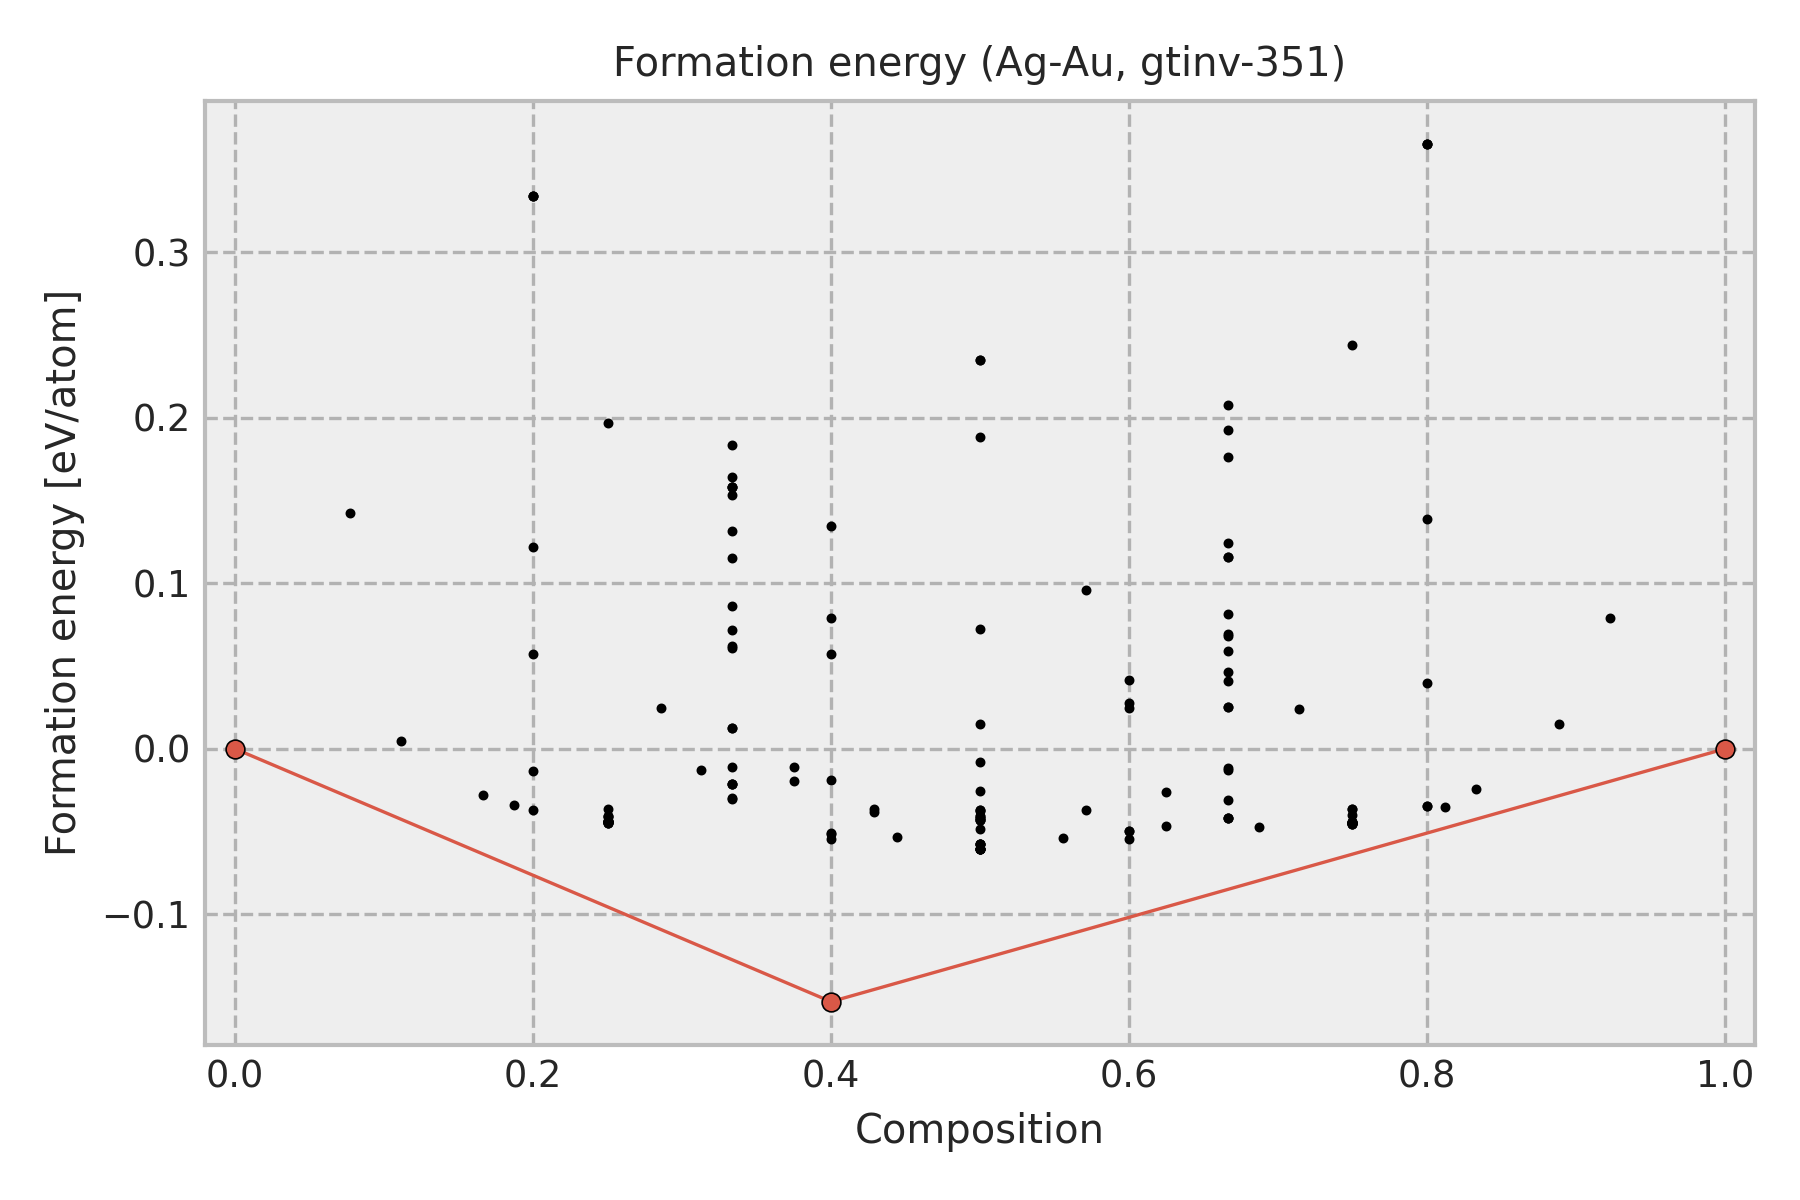 Formation energy (Ag-Au, gtinv-351)
Formation energy [eV/atom]
0.3
0.2
0.1
0.0
−0.1
0.0 0.2 0.4 0.6 0.8 1.0
Composition